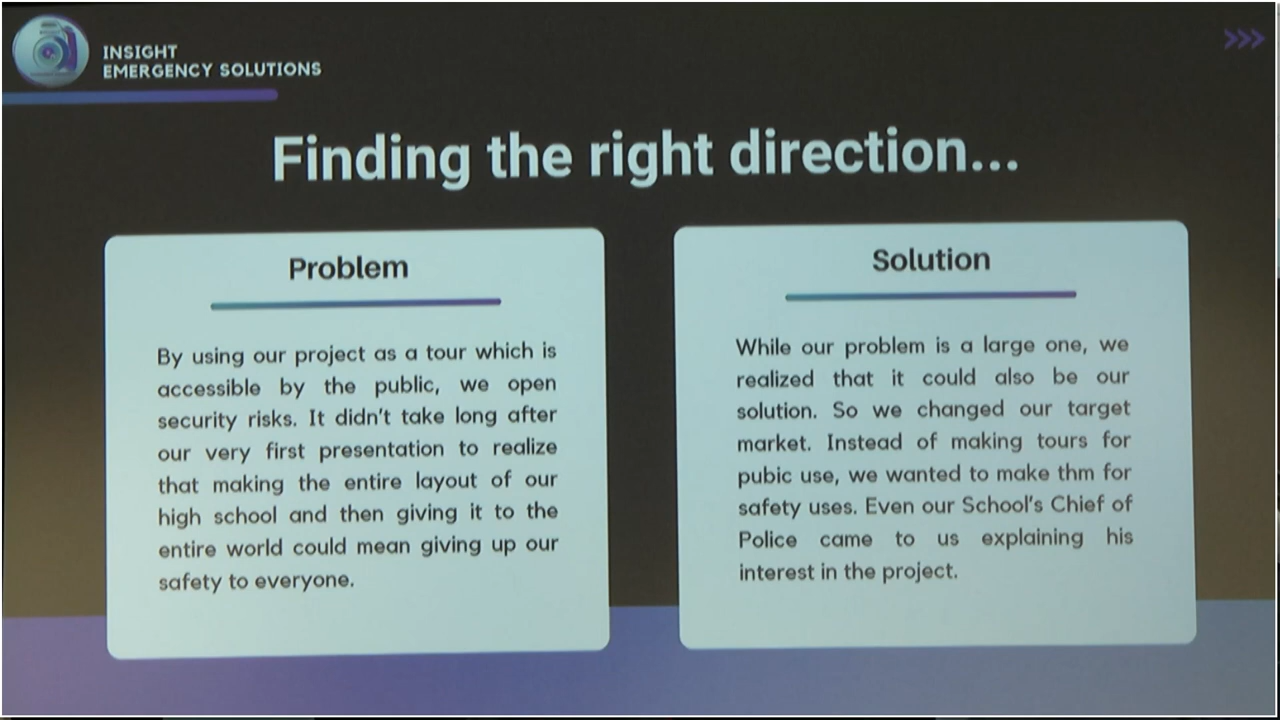 INSIGHT
EMERGENCY SOLUTIONS
Finding the right direction...
Problem
By using our project as a tour which is
accessible by the public, we open
security risks. It didn't take long after
our very first presentation to realize
that making the entire layout of our
high school and then giving it to the
entire world could mean giving up our
safety to everyone.
Solution
While our problem is a large one, we
realized that it could also be our
solution. So we changed our target
market. Instead of making tours for
pubic use, we wanted to make thm for
safety uses. Even our School's Chief of
Police came to us explaining his
interest in the project.